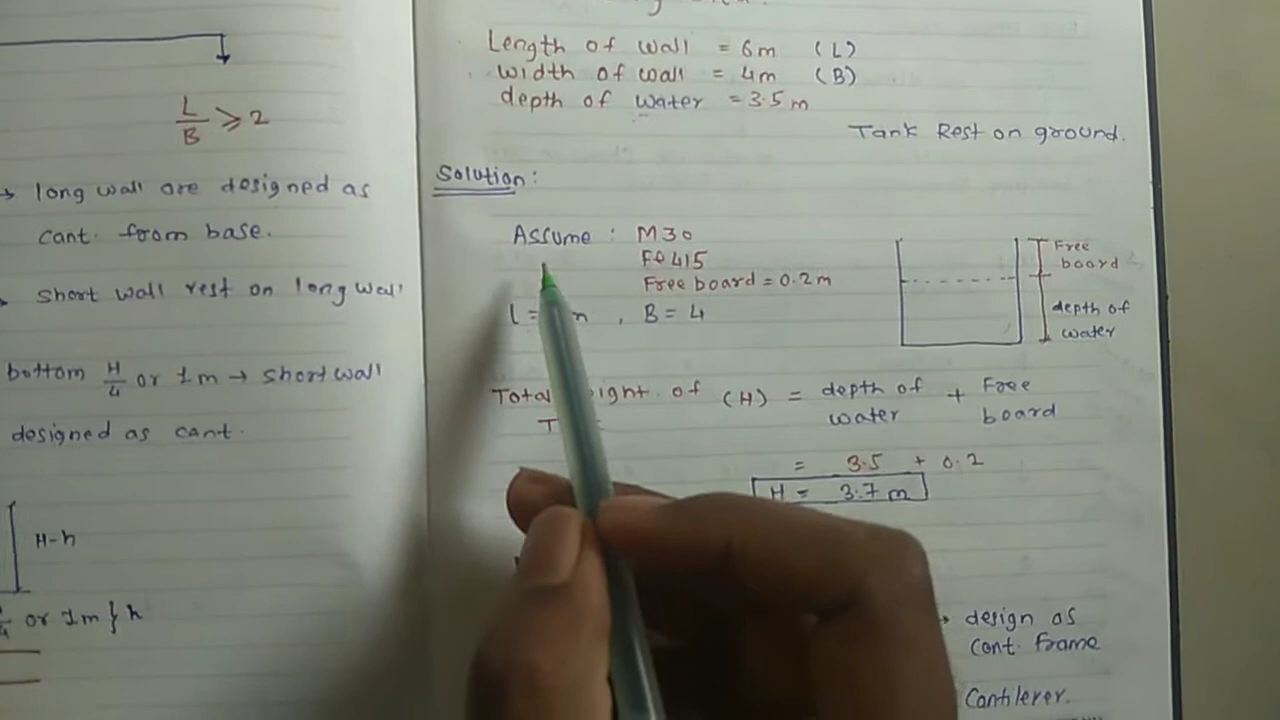 L/B ≥ 2
→ long wall are designed as
cant. from base.
short wall rest on long wall
bottom H/4 or 1m → short wall
designed as cant.
H-h
or 1m } h
Length of wall = 6m (L)
width of wall = 4m (B)
depth of water = 3.5 m
Tank Rest on ground.
Solution:
Assume : M30
Fe 415
Free board = 0.2m
L = , B = 4
Free
board
depth of
water
Total of (H) = depth of water + Free board
= 3.5 + 0.2
H = 3.7 m
design as
cont. frame
Cantilever.